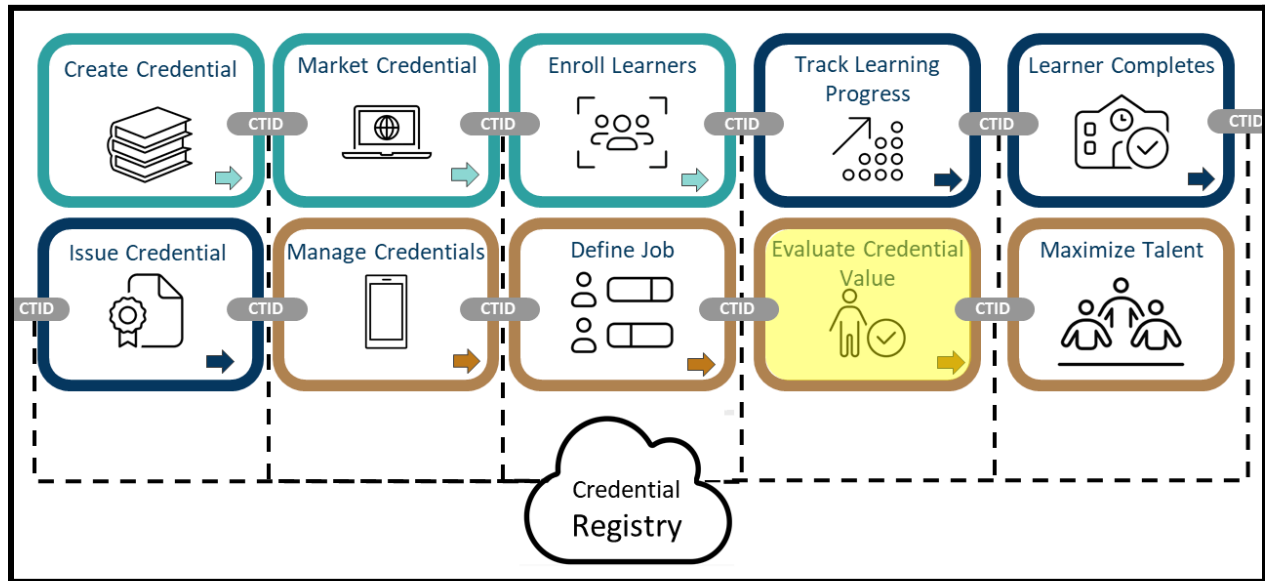 Create Credential
Market Credential
Enroll Learners
Track Learning
Progress
Learner Completes
CTID
CTID
CTID
CTID
CTID
Issue Credential
Manage Credentials
Define Job
Evaluate Credential
Value
Maximize Talent
CTID
CTID
CTID
CTID
CTID
Credential
Registry